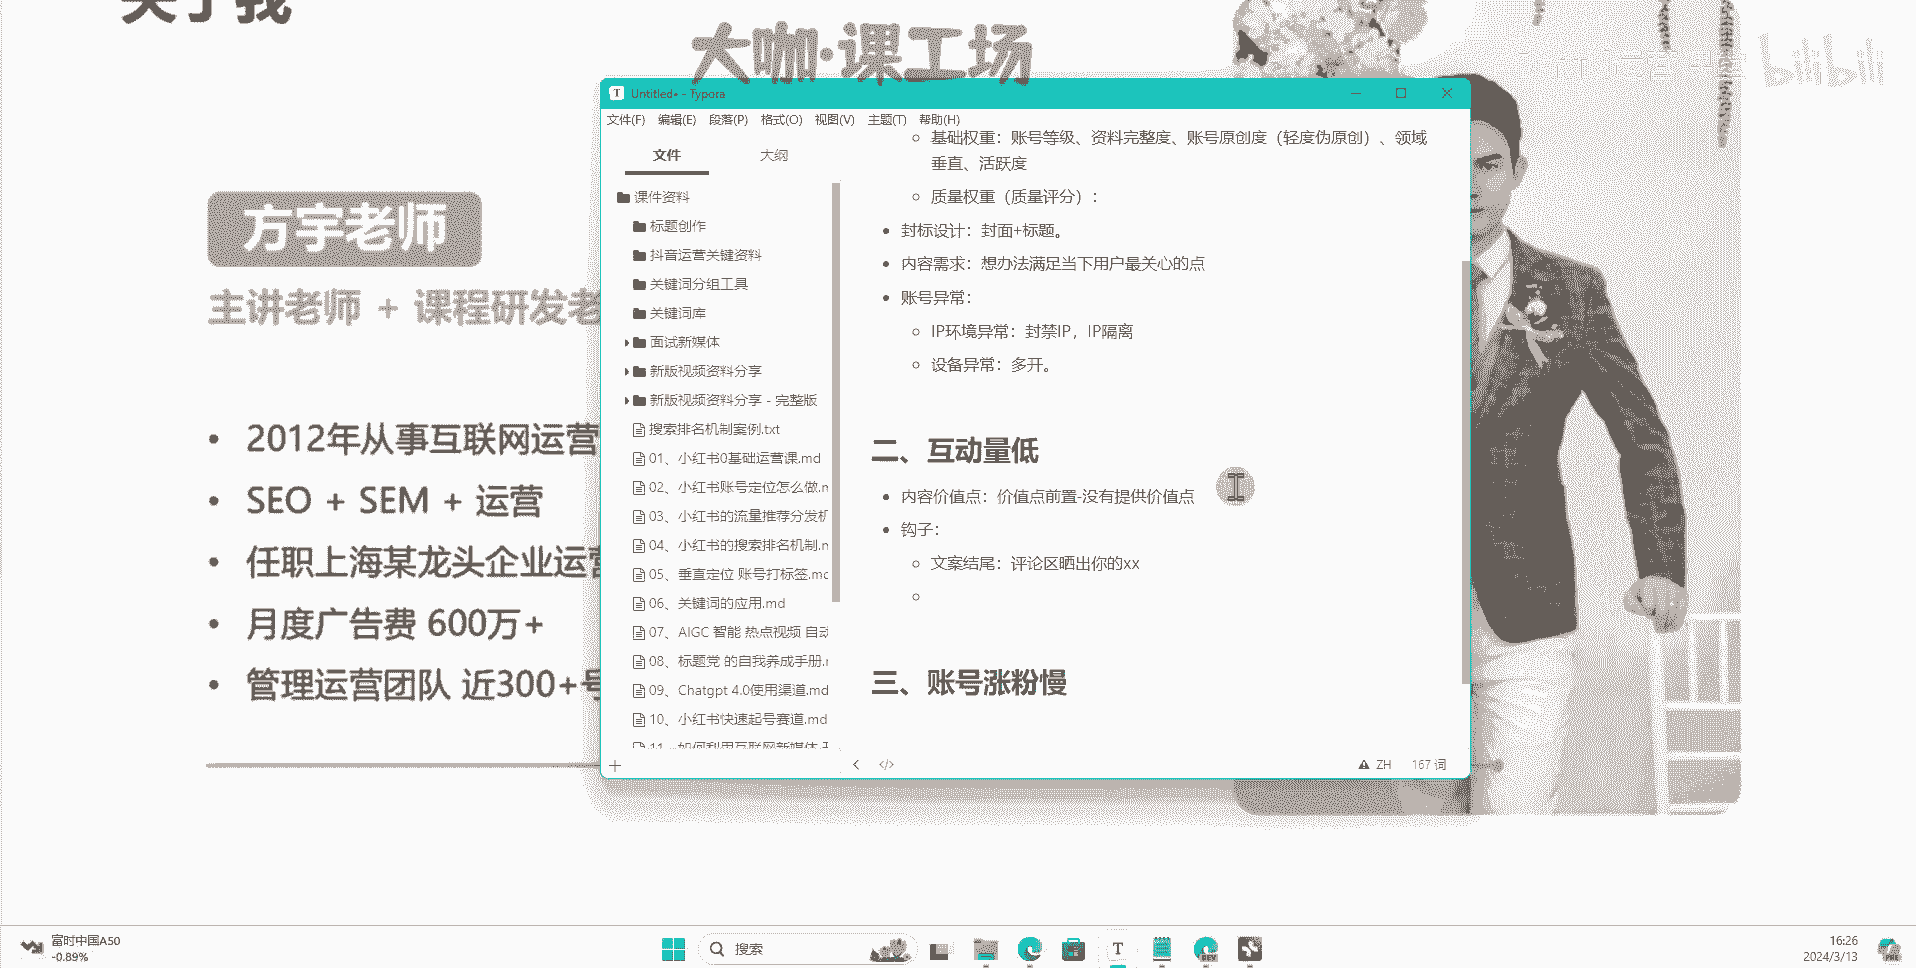 关于我
大咖·课工场
bilibili
方宇老师
主讲老师 + 课程研发老
2012年从事互联网运营
SEO + SEM + 运营
任职上海某龙头企业运营
月度广告费 600万+
管理运营团队 近300+号
Untitled• - Typora
文件(F) 编辑(E) 段落(P) 格式(O) 视图(V) 主题(T) 帮助(H)
文件 大纲
课件资料
标题创作
抖音运营关键资料
关键词分组工具
关键词库
面试新媒体
新版视频资料分享
新版视频资料分享 - 完整版
搜索排名机制案例.txt
01、小红书0基础运营课.md
02、小红书账号定位怎么做.m
03、小红书的流量推荐分发机
04、小红书的搜索排名机制.m
05、垂直定位 账号打标签.mc
06、关键词的应用.md
07、AIGC 智能 热点视频 自动
08、标题党 的自我养成手册.r
09、Chatgpt 4.0使用渠道.md
10、小红书快速起号赛道.md
11、如何利用互联网新媒体
基础权重：账号等级、资料完整度、账号原创度（轻度伪原创）、领域
垂直、活跃度
质量权重（质量评分）：
封标设计：封面+标题。
内容需求：想办法满足当下用户最关心的点
账号异常：
IP环境异常：封禁IP，IP隔离
设备异常：多开。
二、互动量低
内容价值点：价值点前置-没有提供价值点
钩子：
文案结尾：评论区晒出你的xx
三、账号涨粉慢
ZH 167 词
富时中国A50
-0.89%
搜索
16:26
2024/3/13